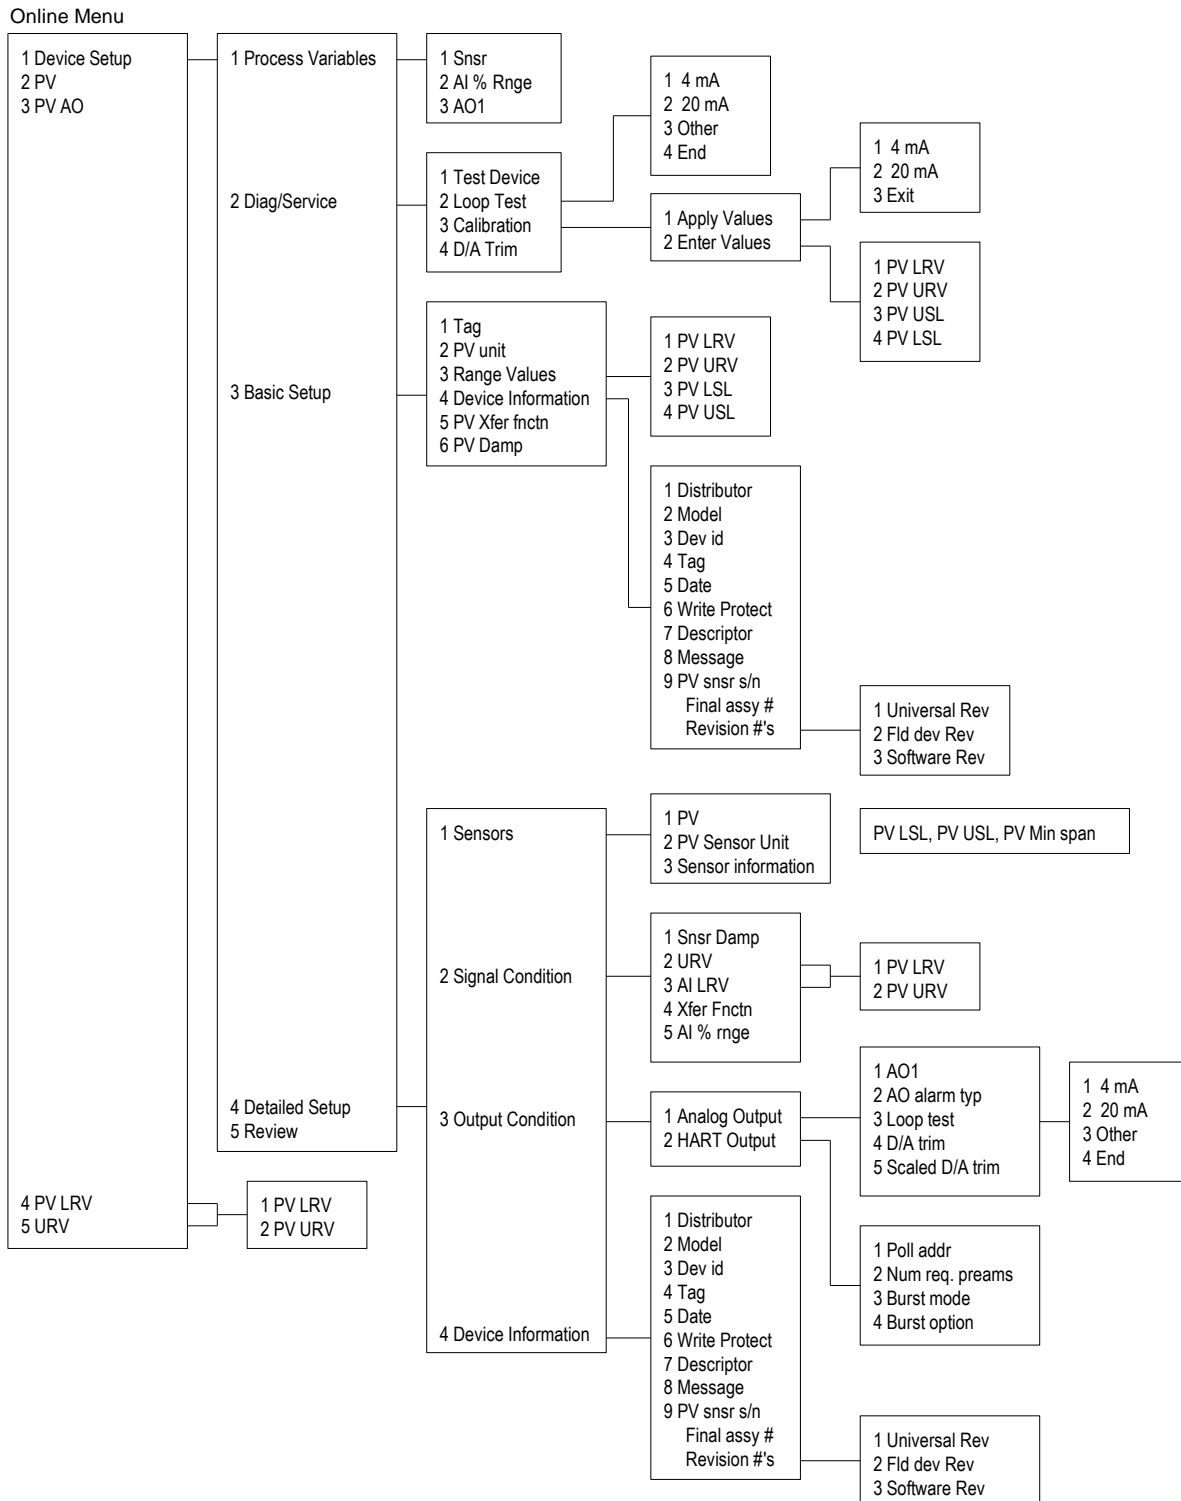 Online Menu
1 Device Setup
2 PV
3 PV AO
4 PV LRV
5 URV
1 PV LRV
2 PV URV
1 Process Variables
2 Diag/Service
3 Basic Setup
4 Detailed Setup
5 Review
1 Snsr
2 AI % Rnge
3 AO1
1 Test Device
2 Loop Test
3 Calibration
4 D/A Trim
1 4 mA
2 20 mA
3 Other
4 End
1 Apply Values
2 Enter Values
1 4 mA
2 20 mA
3 Exit
1 PV LRV
2 PV URV
3 PV USL
4 PV LSL
1 Tag
2 PV unit
3 Range Values
4 Device Information
5 PV Xfer fnctn
6 PV Damp
1 PV LRV
2 PV URV
3 PV LSL
4 PV USL
1 Distributor
2 Model
3 Dev id
4 Tag
5 Date
6 Write Protect
7 Descriptor
8 Message
9 PV snsr s/n
Final assy #
Revision #'s
1 Universal Rev
2 Fld dev Rev
3 Software Rev
1 Sensors
2 Signal Condition
3 Output Condition
4 Device Information
1 PV
2 PV Sensor Unit
3 Sensor information
PV LSL, PV USL, PV Min span
1 Snsr Damp
2 URV
3 AI LRV
4 Xfer Fnctn
5 AI % rnge
1 PV LRV
2 PV URV
1 Analog Output
2 HART Output
1 AO1
2 AO alarm typ
3 Loop test
4 D/A trim
5 Scaled D/A trim
1 4 mA
2 20 mA
3 Other
4 End
1 Poll addr
2 Num req. preams
3 Burst mode
4 Burst option
1 Distributor
2 Model
3 Dev id
4 Tag
5 Date
6 Write Protect
7 Descriptor
8 Message
9 PV snsr s/n
Final assy #
Revision #'s
1 Universal Rev
2 Fld dev Rev
3 Software Rev